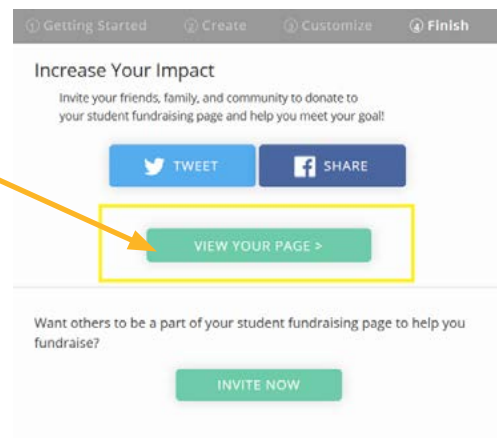 ① Getting Started ② Create ③ Customize ④ Finish
Increase Your Impact
Invite your friends, family, and community to donate to
your student fundraising page and help you meet your goal!
TWEET SHARE
VIEW YOUR PAGE >
Want others to be a part of your student fundraising page to help you
fundraise?
INVITE NOW